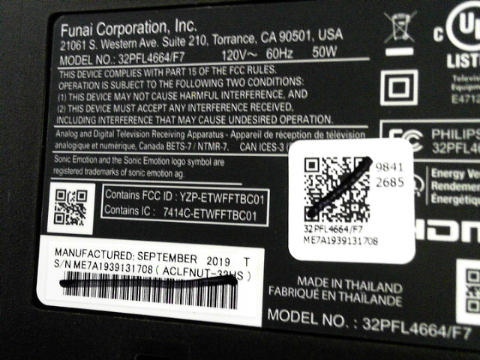 Funai Corporation, Inc.
21061 S. Western Ave. Suite 210, Torrance, CA 90501, USA
MODEL NO.: 32PFL4664/F7 120V~ 60Hz 50W
THIS DEVICE COMPLIES WITH PART 15 OF THE FCC RULES.
OPERATION IS SUBJECT TO THE FOLLOWING TWO CONDITIONS:
(1) THIS DEVICE MAY NOT CAUSE HARMFUL INTERFERENCE, AND
(2) THIS DEVICE MUST ACCEPT ANY INTERFERENCE RECEIVED,
INCLUDING INTERFERENCE THAT MAY CAUSE UNDESIRED OPERATION.
Analog and Digital Television Receiving Apparatus - Appareil de réception de télévision
analogique et numérique, Canada BETS-7 / NTMR-7. CAN ICES-3
Sonic Emotion and the Sonic Emotion logo symbol are
registered trademarks of Sonic emotion ag.
Contains FCC ID : YZP-ETWFFTBC01
Contains IC : 7414C-ETWFFTBC01
MANUFACTURED: SEPTEMBER 2019 T
S/N ME7A1939131708 (ACLFNUT-32HS)
9841
2685
32PFL4664/F7
ME7A1939131708
c UL
LISTE
Televisi
Equipeme
E4712
FC PHILIPS
32PFL4
Energy Ve
Rendeme
Énergétiqu
HDMI
MADE IN THAILAND
FABRIQUÉ EN THAÏLANDE
MODEL NO. : 32PFL4664/F7